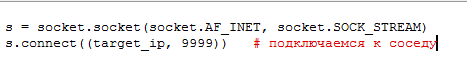 s = socket.socket(socket.AF_INET, socket.SOCK_STREAM)
s.connect((target_ip, 9999))   # подключаемся к соседу